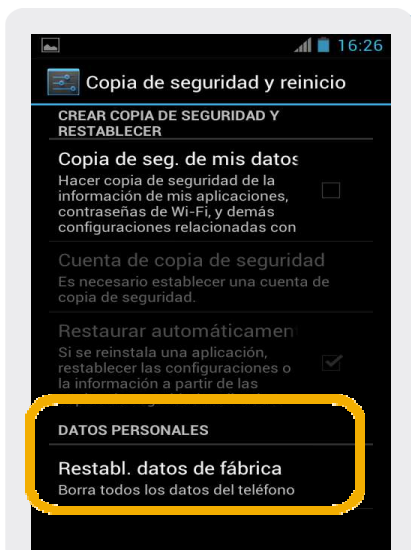 16:26
Copia de seguridad y reinicio
CREAR COPIA DE SEGURIDAD Y
RESTABLECER
Copia de seg. de mis datos
Hacer copia de seguridad de la
información de mis aplicaciones,
contraseñas de Wi-Fi, y demás
configuraciones relacionadas con
Cuenta de copia de seguridad
Es necesario establecer una cuenta de
copia de seguridad.
Restaurar automáticamen
Si se reinstala una aplicación,
restablecer las configuraciones o
la información a partir de las
DATOS PERSONALES
Restabl. datos de fábrica
Borra todos los datos del teléfono